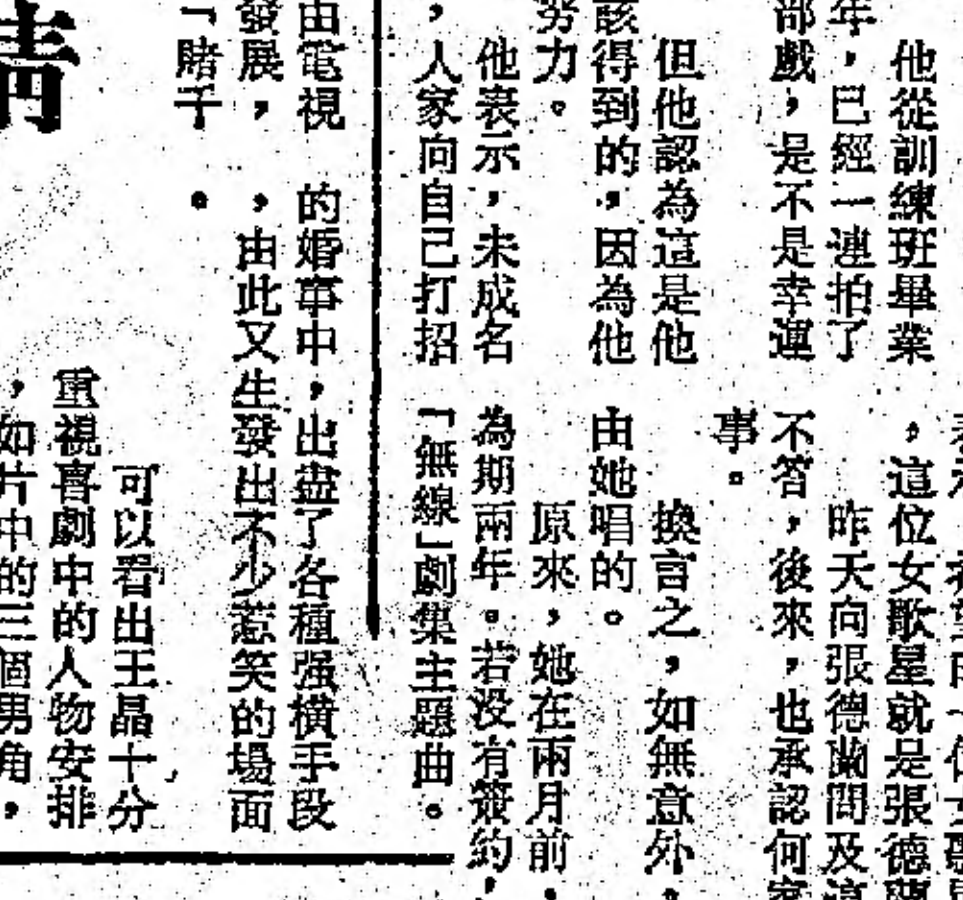 他從訓練班畢業
年,已經一連拍了
部戲,是不是幸運
但他認為這是他
該得到的,因為他
努力。
他表示,未成名
,人家向自己打招
,這位女歌星就是張德蘭
昨天向張德蘭問及這
不答,後來,也承認何家
事。
換言之,如無意外,
由她唱的。
原來,她在兩月前,
為期兩年。若沒有簽約,
「無線」劇集主題曲。
由電視
發展,
「賭千
的婚事中,出盡了各種强橫手段
,由此又生發出不少惹笑的場面
。
可以看出王晶十分
重視喜劇中的人物安排
,如片中的三個男角,